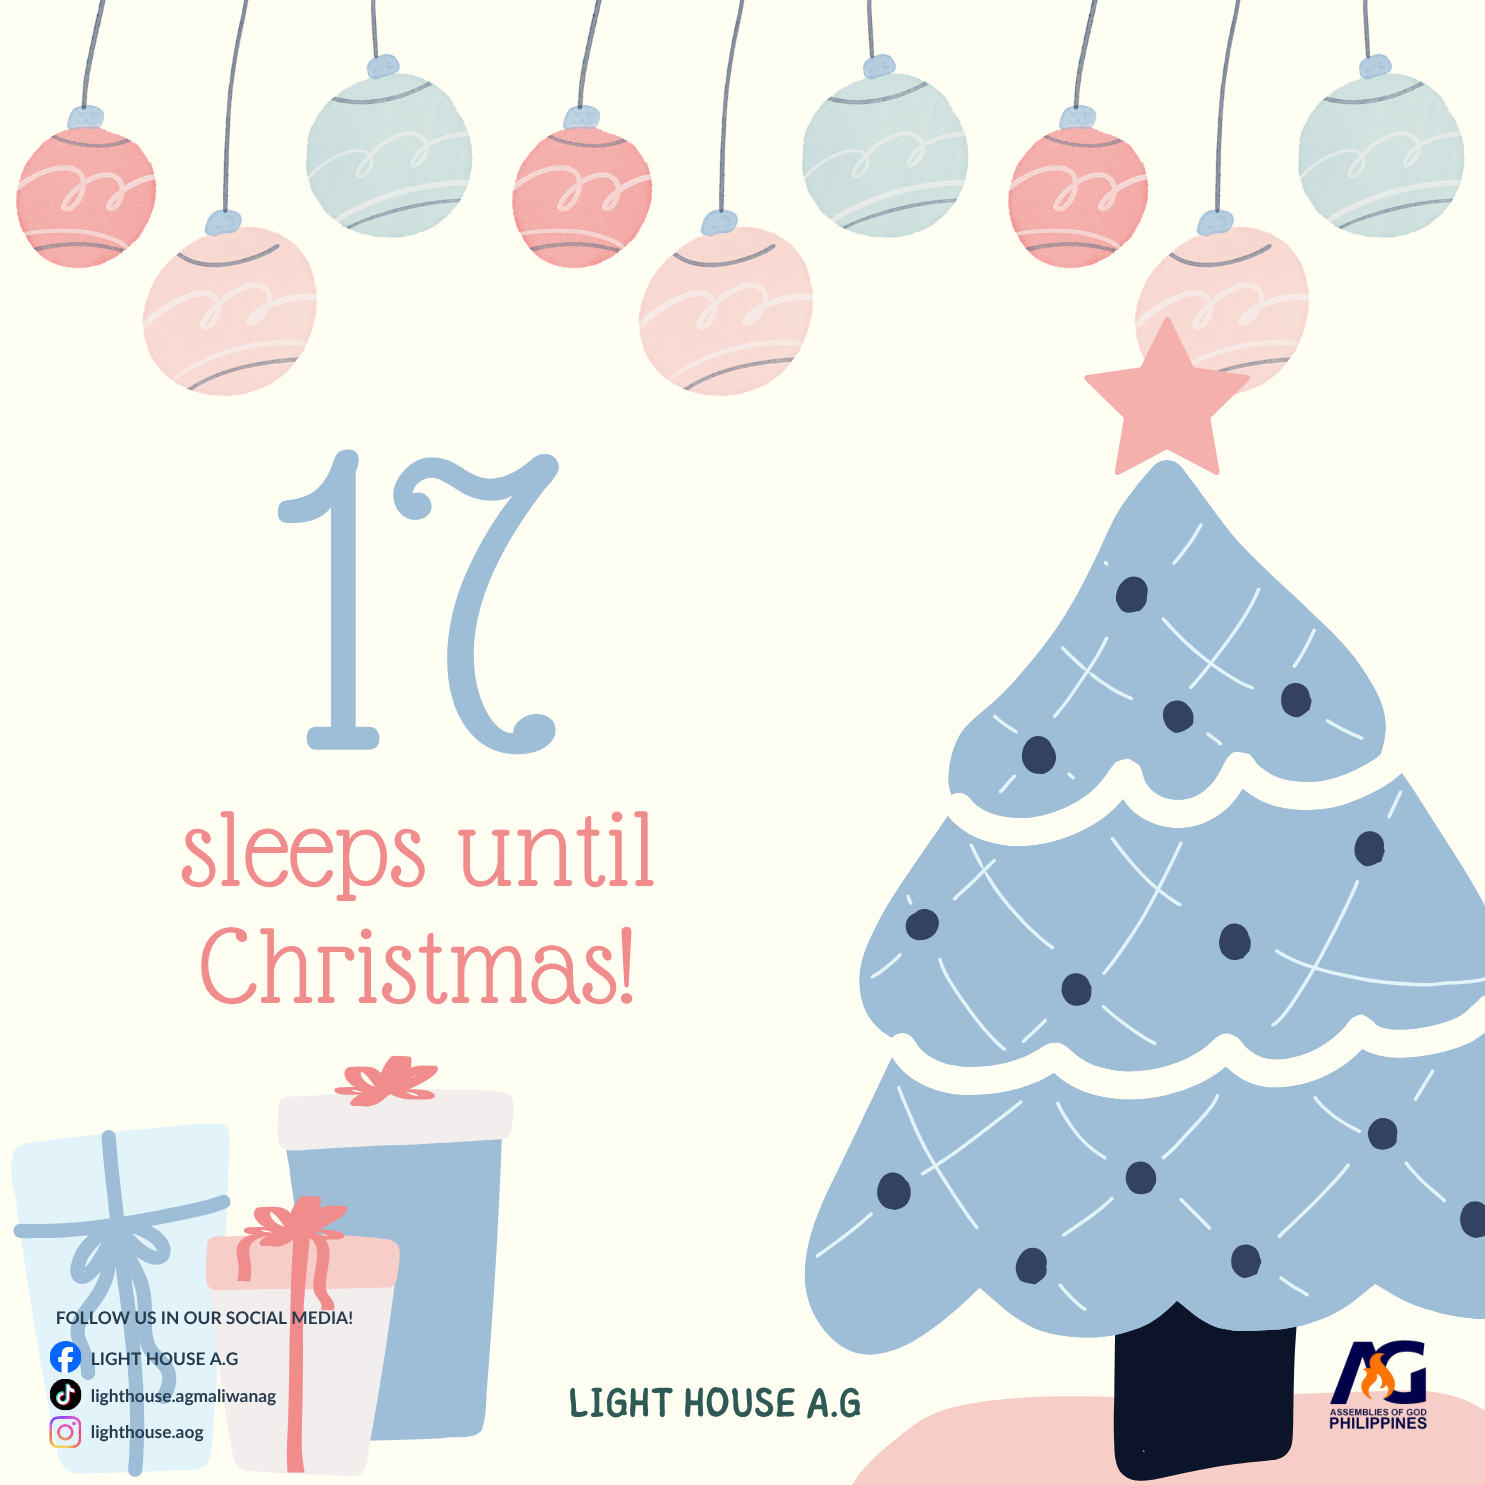 17
sleeps until
Christmas!
FOLLOW US IN OUR SOCIAL MEDIA!
LIGHT HOUSE A.G
lighthouse.agmaliwanag
lighthouse.aog
LIGHT HOUSE A.G
AG
ASSEMBLIES OF GOD
PHILIPPINES